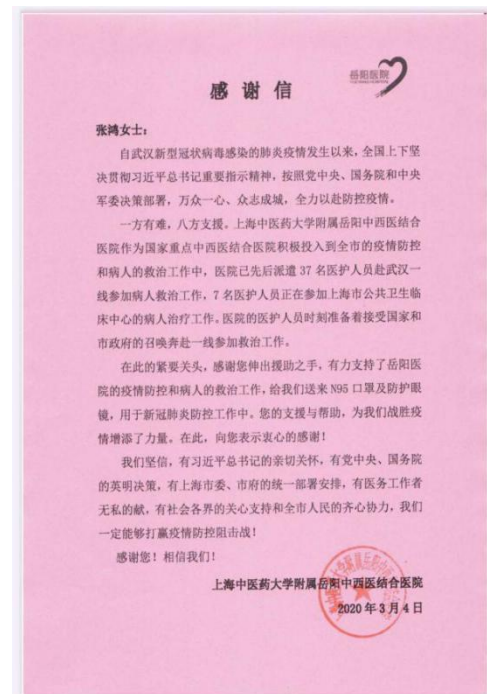 岳阳医院
感谢信
张鸿女士：
自武汉新型冠状病毒感染的肺炎疫情发生以来，全国上下坚
决贯彻习近平总书记重要指示精神，按照党中央、国务院和中央
军委决策部署，万众一心、众志成城，全力以赴防控疫情。
一方有难，八方支援。上海中医药大学附属岳阳中西医结合
医院作为国家重点中西医结合医院积极投入到全市的疫情防控
和病人的救治工作中，医院已先后派遣 37 名医护人员赴武汉一
线参加病人救治工作，7 名医护人员正在参加上海市公共卫生临
床中心的病人治疗工作。医院的医护人员时刻准备着接受国家和
市政府的召唤奔赴一线参加救治工作。
在此的紧要关头，感谢您伸出援助之手，有力支持了岳阳医
院的疫情防控和病人的救治工作，给我们送来 N95 口罩及防护眼
镜，用于新冠肺炎防控工作中。您的支援与帮助，为我们战胜疫
情增添了力量。在此，向您表示衷心的感谢！
我们坚信，有习近平总书记的亲切关怀，有党中央、国务院
的英明决策，有上海市委、市府的统一部署安排，有医务工作者
无私的献，有社会各界的关心支持和全市人民的齐心协力，我们
一定能够打赢疫情防控阻击战！
感谢您！相信我们！
上海中医药大学附属岳阳中西医结合医院
2020 年 3 月 4 日